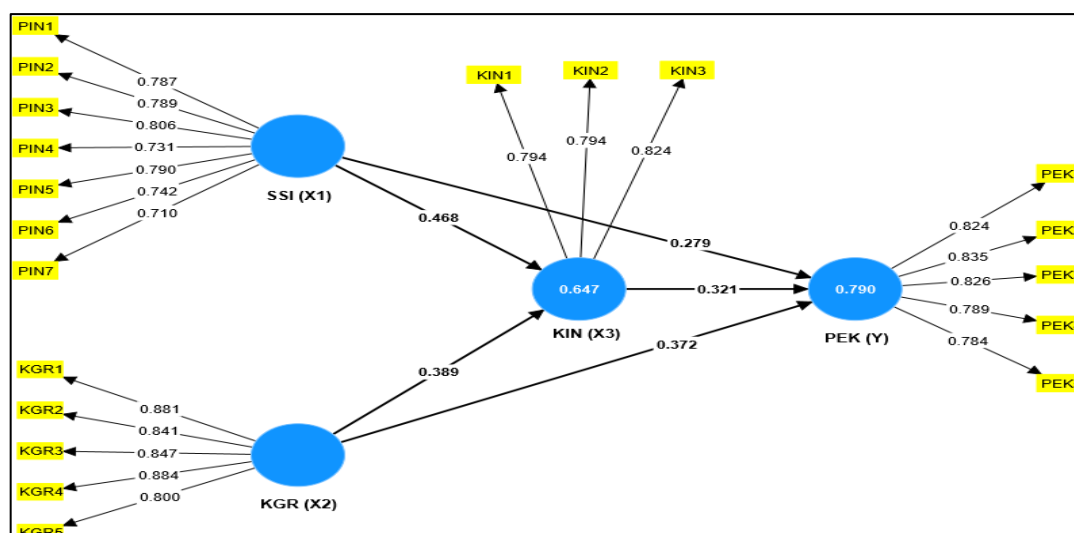 PIN1
PIN2
PIN3
PIN4
PIN5
PIN6
PIN7
0.787
0.789
0.806
0.731
0.790
0.742
0.710
SSI (X1)
KIN1
KIN2
KIN3
0.794
0.794
0.824
0.468
0.279
0.647
KIN (X3)
0.321
0.389
0.372
KGR1
KGR2
KGR3
KGR4
KGR5
0.881
0.841
0.847
0.884
0.800
KGR (X2)
0.790
PEK (Y)
0.824
0.835
0.826
0.789
0.784
PEK
PEK
PEK
PEK
PEK